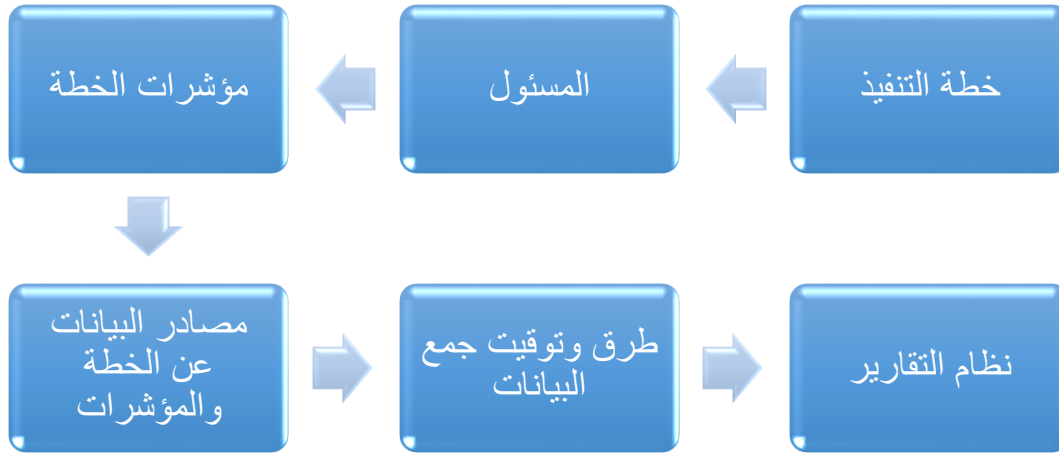 خطة التنفيذ
المسئول
مؤشرات الخطة
مصادر البيانات
عن الخطة
والمؤشرات
طرق وتوقيت جمع
البيانات
نظام التقارير